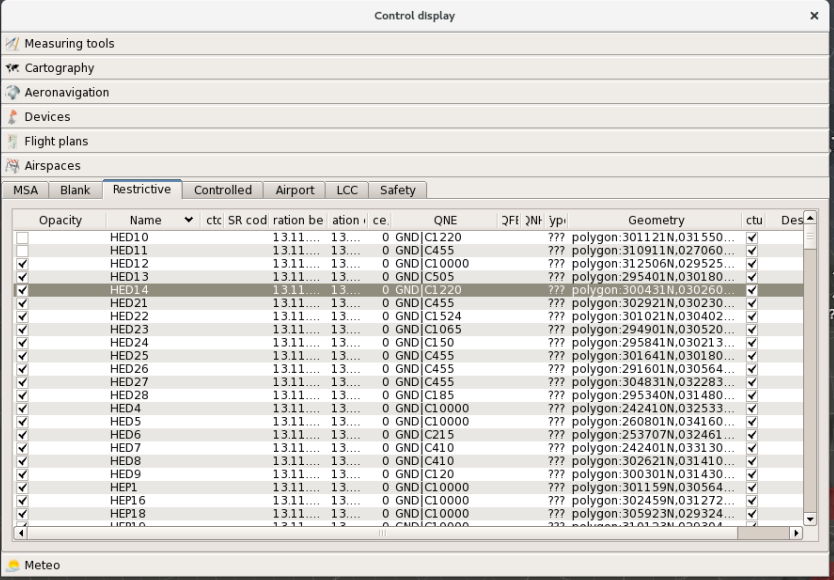 Control display
Measuring tools
Cartography
Aeronavigation
Devices
Flight plans
Airspaces
MSA Blank Restrictive Controlled Airport LCC Safety
Opacity Name ctc SR cod ration be ation ce. QNE QFE QNH ype Geometry ctu Des
HED10 13.11.... 13.... 0 GND|C1220 ??? polygon:301121N,031550...
HED11 13.11.... 13.... 0 GND|C455 ??? polygon:310911N,027060...
HED12 13.11.... 13.... 0 GND|C10000 ??? polygon:312506N,029525...
HED13 13.11.... 13.... 0 GND|C505 ??? polygon:295401N,030180...
HED14 13.11.... 13.... 0 GND|C1220 ??? polygon:300431N,030260...
HED21 13.11.... 13.... 0 GND|C455 ??? polygon:302921N,030230...
HED22 13.11.... 13.... 0 GND|C1524 ??? polygon:301021N,030402...
HED23 13.11.... 13.... 0 GND|C1065 ??? polygon:294901N,030520...
HED24 13.11.... 13.... 0 GND|C150 ??? polygon:295841N,030213...
HED25 13.11.... 13.... 0 GND|C455 ??? polygon:301641N,030180...
HED26 13.11.... 13.... 0 GND|C455 ??? polygon:291601N,030564...
HED27 13.11.... 13.... 0 GND|C455 ??? polygon:304831N,032283...
HED28 13.11.... 13.... 0 GND|C185 ??? polygon:295340N,031480...
HED4 13.11.... 13.... 0 GND|C10000 ??? polygon:242410N,032533...
HED5 13.11.... 13.... 0 GND|C10000 ??? polygon:260801N,034160...
HED6 13.11.... 13.... 0 GND|C215 ??? polygon:253707N,032461...
HED7 13.11.... 13.... 0 GND|C410 ??? polygon:242401N,033130...
HED8 13.11.... 13.... 0 GND|C410 ??? polygon:302621N,031410...
HED9 13.11.... 13.... 0 GND|C120 ??? polygon:300301N,031430...
HEP1 13.11.... 13.... 0 GND|C10000 ??? polygon:301159N,030564...
HEP16 13.11.... 13.... 0 GND|C10000 ??? polygon:302459N,031272...
HEP18 13.11.... 13.... 0 GND|C10000 ??? polygon:305923N,029324...
Meteo